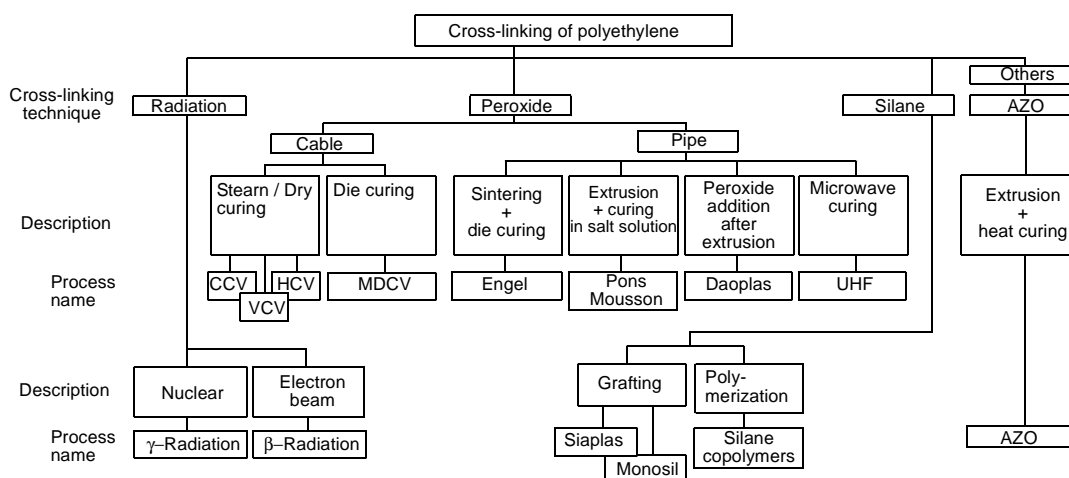 Cross-linking of polyethylene
Others
Cross-linking
technique
Radiation
Peroxide
Silane
AZO
Cable
Pipe
Description
Stearn / Dry
curing
Die curing
Sintering
+
die curing
Extrusion
+ curing
in salt solution
Peroxide
addition
after
extrusion
Microwave
curing
Extrusion
+
heat curing
Process
name
CCV
VCV
HCV
MDCV
Engel
Pons
Mousson
Daoplas
UHF
Description
Nuclear
Electron
beam
Grafting
Poly-
merization
Process
name
γ–Radiation
β–Radiation
Siaplas
Monosil
Silane
copolymers
AZO